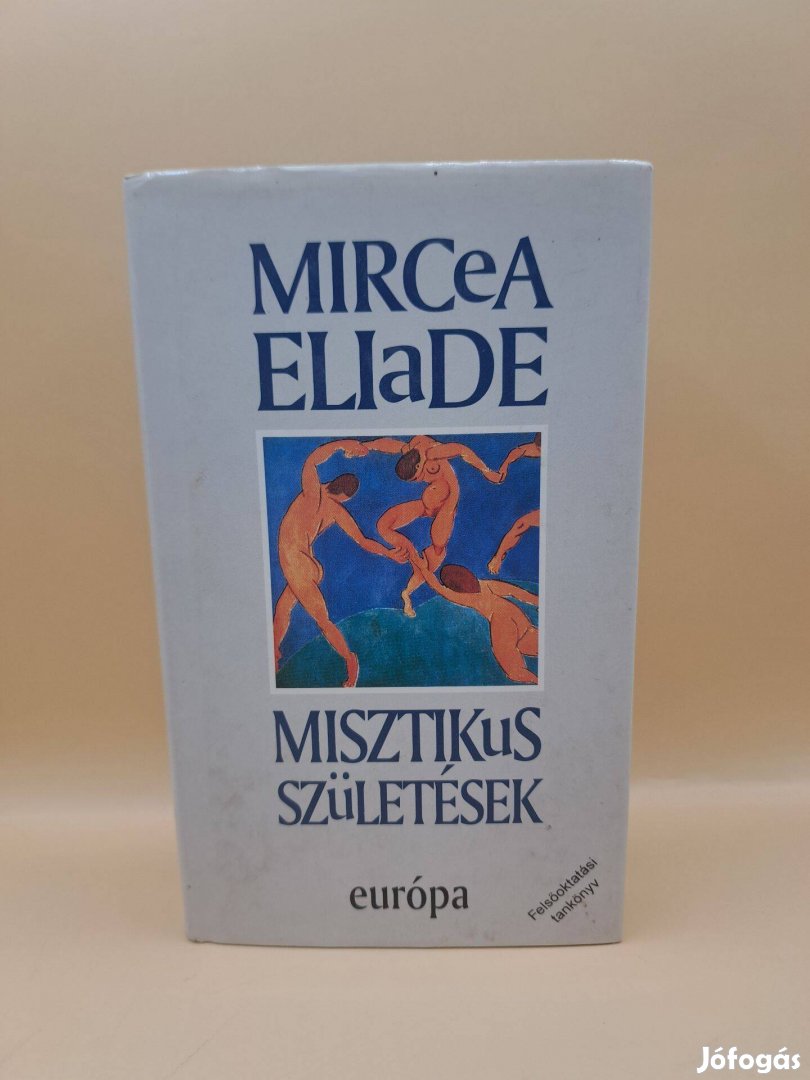 MIRCeA
ELIaDE
MISZTIKuS
SZüLETÉSEK
európa
Felsőoktatási
tankönyv
Jófogás